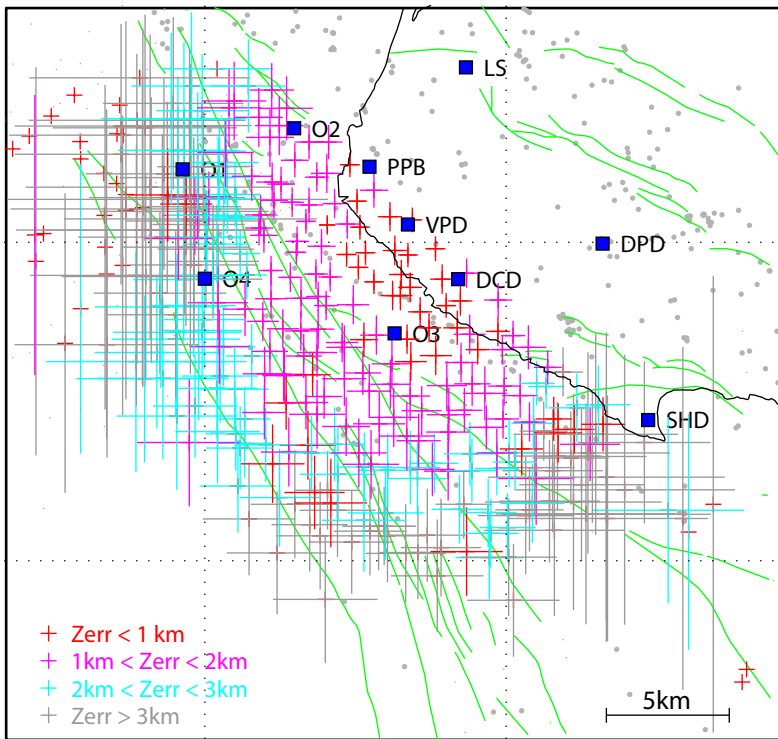 LS
O2
O1
PPB
VPD
DPD
O4
DCD
O3
SHD
Zerr < 1 km
1km < Zerr < 2km
2km < Zerr < 3km
Zerr > 3km
5km